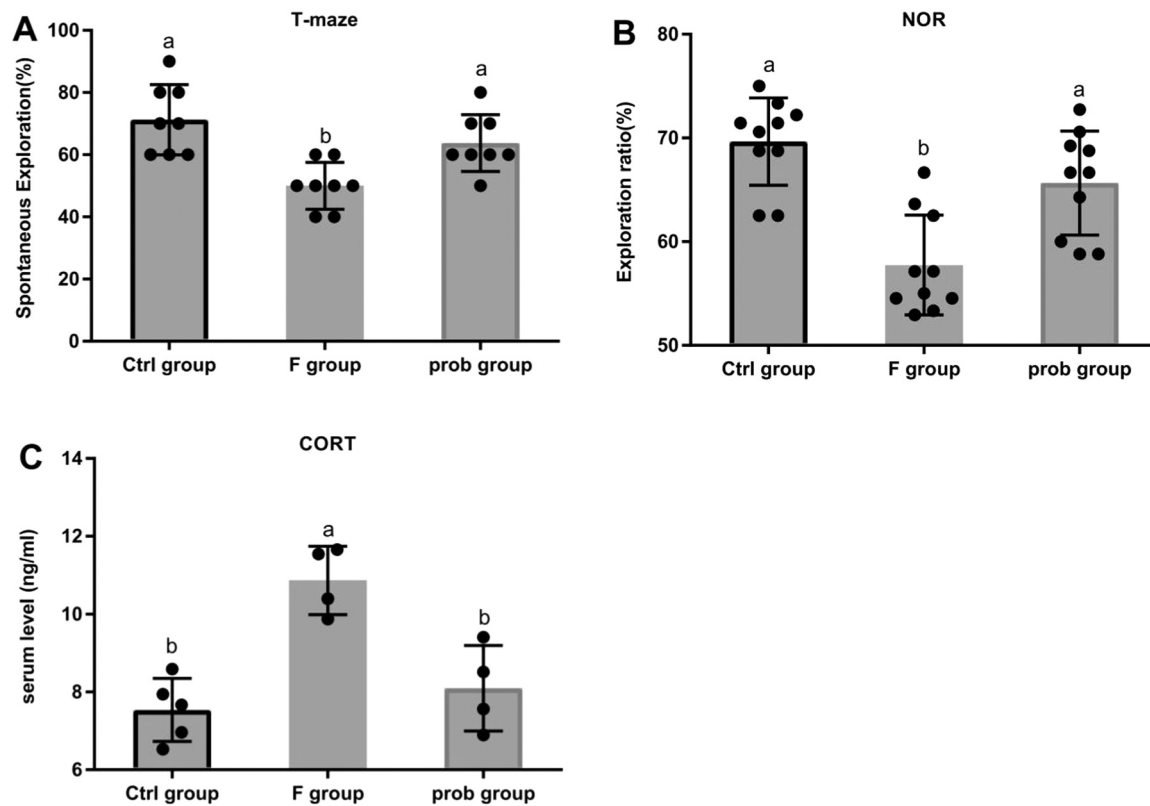 A
T-maze
Spontaneous Exploration(%)
100
80
60
40
20
0
a
b
a
Ctrl group
F group
prob group
B
NOR
Exploration ratio(%)
80
70
60
50
a
b
a
Ctrl group
F group
prob group
C
CORT
serum level (ng/ml)
14
12
10
8
6
b
a
b
Ctrl group
F group
prob group